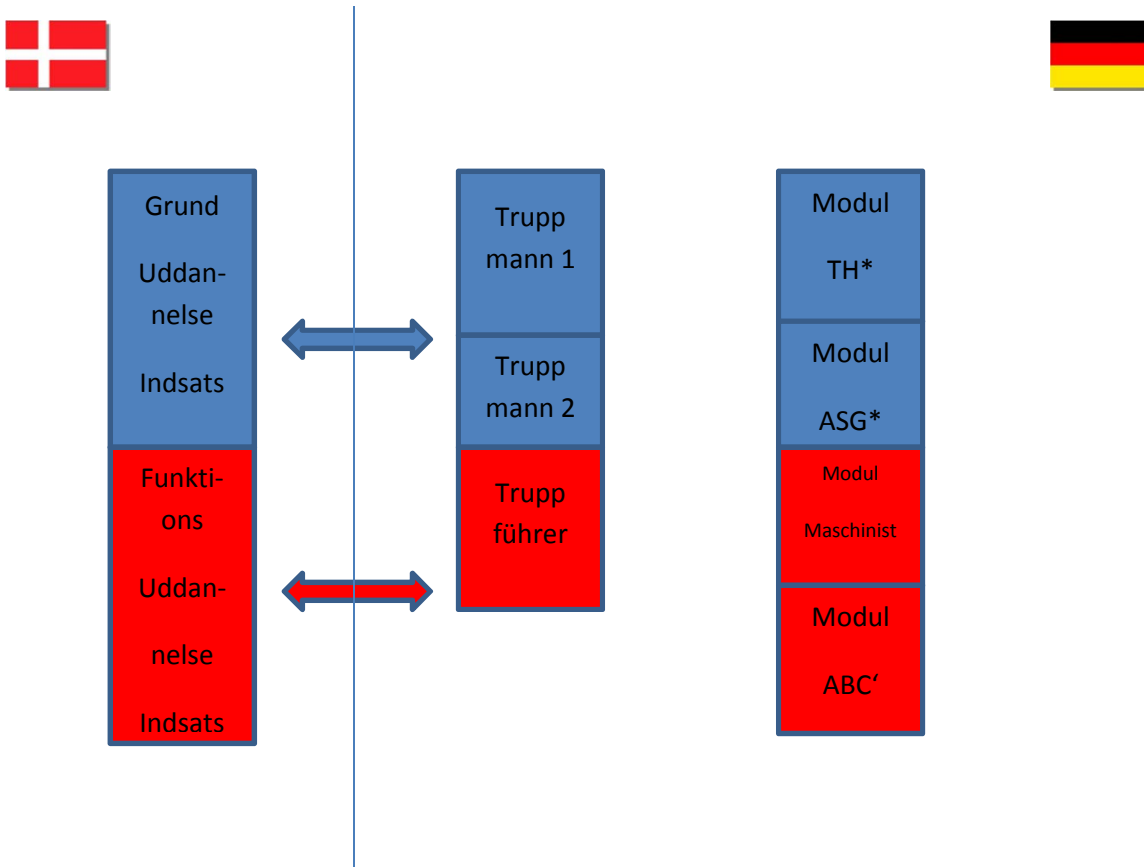 Grund
Uddan-
nelse
Indsats
Funkti-
ons
Uddan-
nelse
Indsats
Trupp
mann 1
Trupp
mann 2
Trupp
führer
Modul
TH*
Modul
ASG*
Modul
Maschinist
Modul
ABC‘